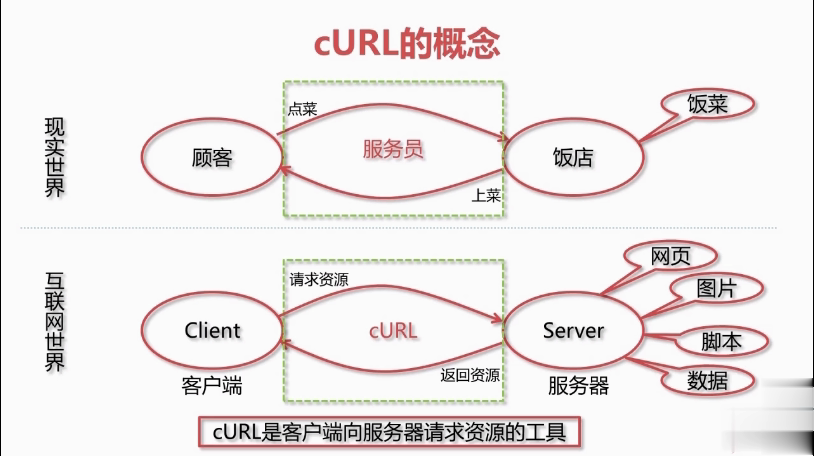 cURL的概念
现实世界
顾客
点菜
服务员
上菜
饭店
饭菜
互联网世界
Client
客户端
请求资源
cURL
返回资源
Server
服务器
网页
图片
脚本
数据
cURL是客户端向服务器请求资源的工具